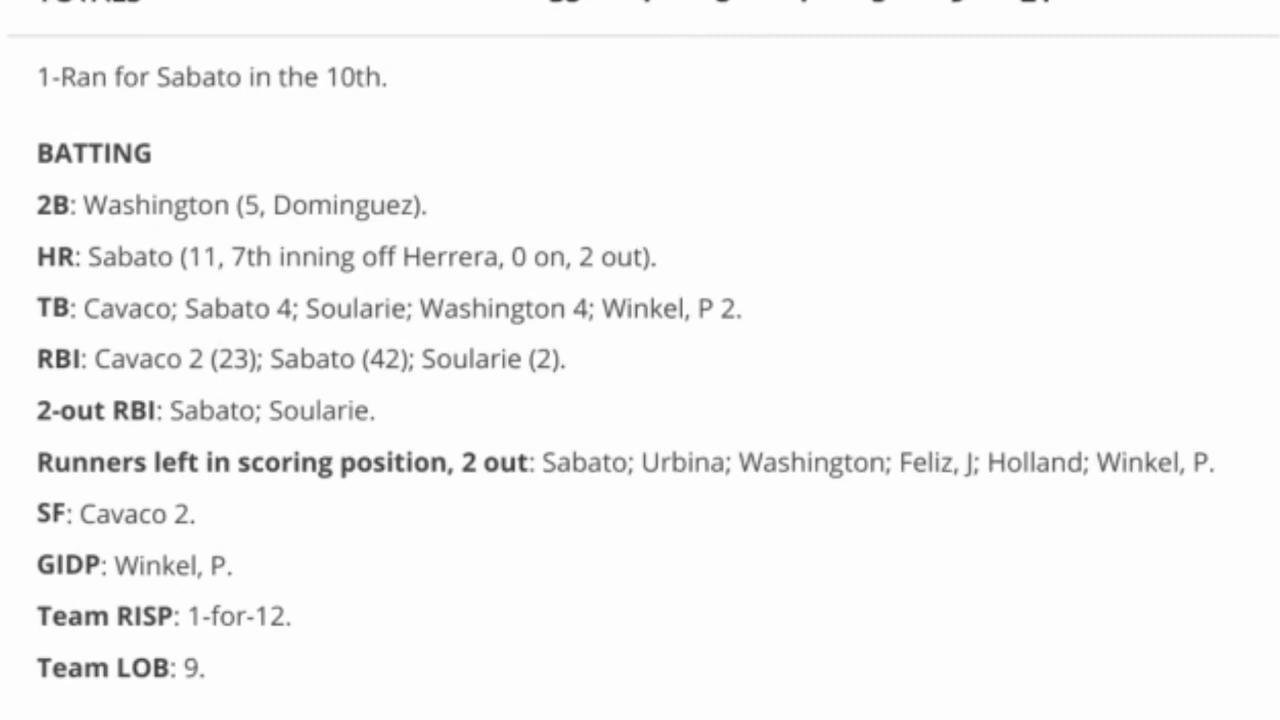 1-Ran for Sabato in the 10th.
BATTING
2B: Washington (5, Dominguez).
HR: Sabato (11, 7th inning off Herrera, 0 on, 2 out).
TB: Cavaco; Sabato 4; Soularie; Washington 4; Winkel, P 2.
RBI: Cavaco 2 (23); Sabato (42); Soularie (2).
2-out RBI: Sabato; Soularie.
Runners left in scoring position, 2 out: Sabato; Urbina; Washington; Feliz, J; Holland; Winkel, P.
SF: Cavaco 2.
GIDP: Winkel, P.
Team RISP: 1-for-12.
Team LOB: 9.